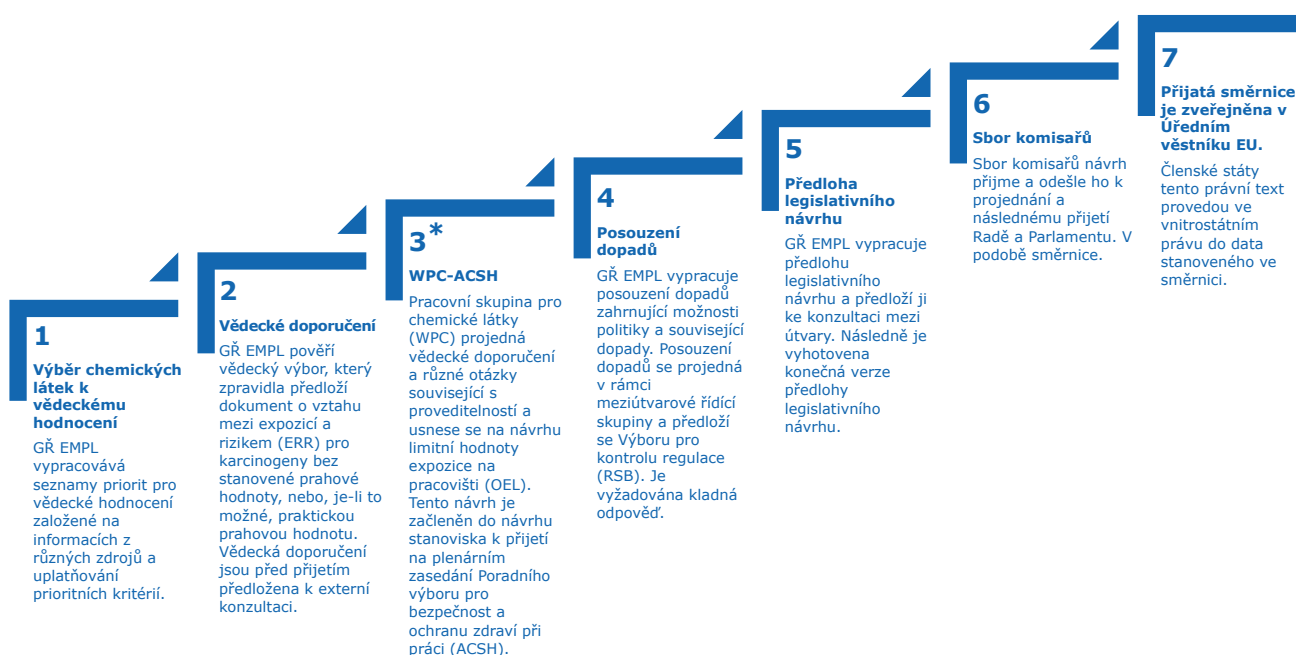 1
Výběr chemických
látek k
vědeckému
hodnocení
GŘ EMPL
vypracovává
seznamy priorit pro
vědecké hodnocení
založené na
informacích z
různých zdrojů a
uplatňování
prioritních kritérií.
2
Vědecké doporučení
GŘ EMPL pověří
vědecký výbor, který
zpravidla předloží
dokument o vztahu
mezi expozicí a
rizikem (ERR) pro
karcinogeny bez
stanovené prahové
hodnoty, nebo, je-li to
možné, praktickou
prahovou hodnotu.
Vědecká doporučení
jsou před přijetím
předložena k externí
konzultaci.
3*
WPC-ACSH
Pracovní skupina pro
chemické látky
(WPC) projedná
vědecké doporučení
a různé otázky
související s
proveditelností a
usnese se na návrhu
limitní hodnoty
expozice na
pracovišti (OEL).
Tento návrh je
začleněn do návrhu
stanoviska k přijetí
na plenárním
zasedání Poradního
výboru pro
bezpečnost a
ochranu zdraví při
práci (ACSH).
4
Posouzení
dopadů
GŘ EMPL vypracuje
posouzení dopadů
zahrnující možnosti
politiky a související
dopady. Posouzení
dopadů se projedná
v rámci
meziútvarové řídící
skupiny a předloží
se Výboru pro
kontrolu regulace
(RSB). Je
vyžadována kladná
odpověď.
5
Předloha
legislativního
návrhu
GŘ EMPL vypracuje
předlohu
legislativního
návrhu a předloží ji
ke konzultaci mezi
útvary. Následně je
vyhotovena
konečná verze
předlohy
legislativního
návrhu.
6
Sbor komisařů
Sbor komisařů návrh
přijme a odešle ho k
projednání a
následnému přijetí
Radě a Parlamentu. V
podobě směrnice.
7
Přijatá směrnice
je zveřejněna v
Úředním
věstníku EU.
Členské státy
tento právní text
provedou ve
vnitrostátním
právu do data
stanoveného ve
směrnici.